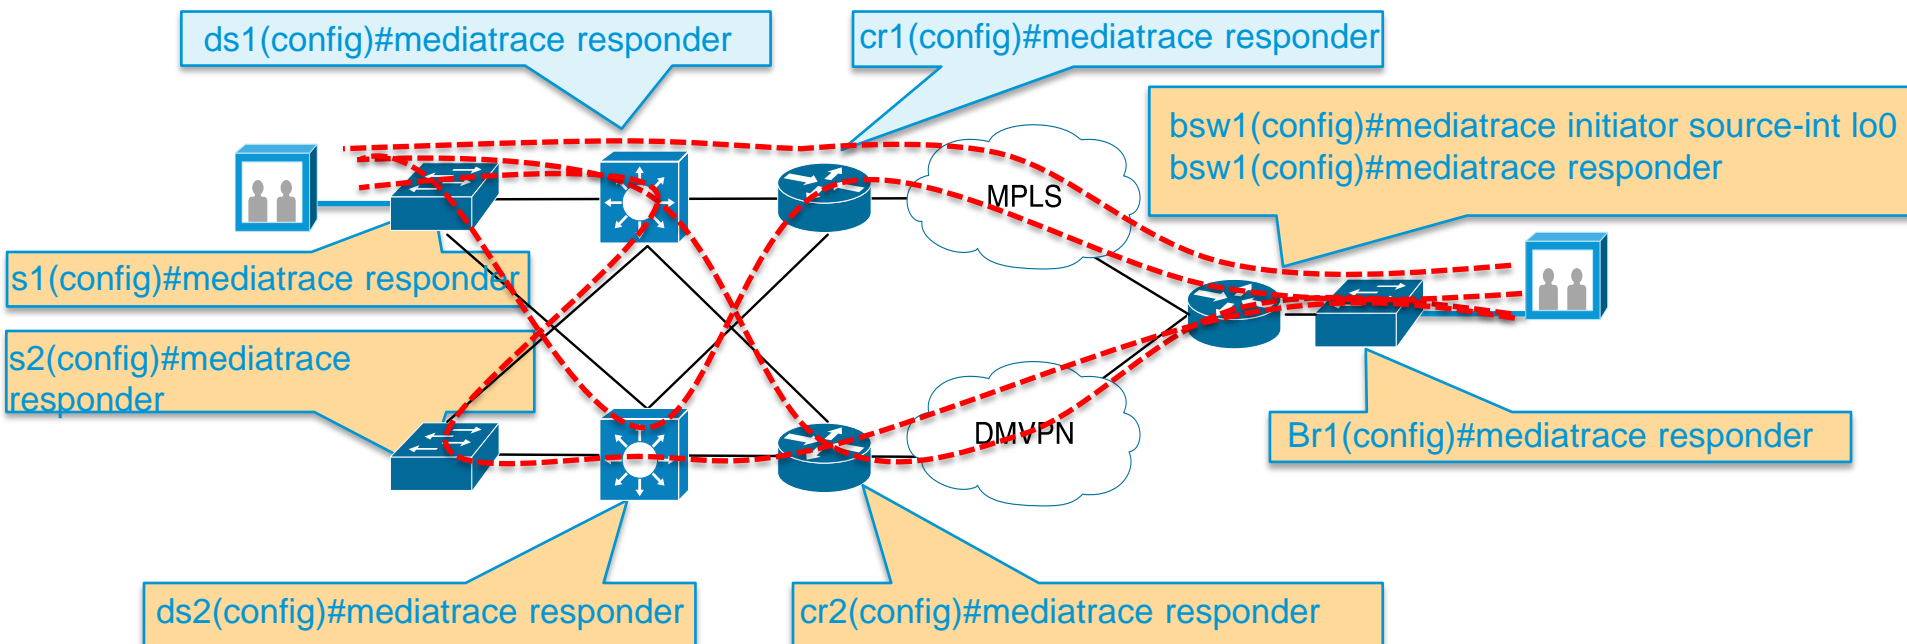 ds1(config)#mediatrace responder
cr1(config)#mediatrace responder
bsw1(config)#mediatrace initiator source-int lo0
bsw1(config)#mediatrace responder
MPLS
s1(config)#mediatrace responder
s2(config)#mediatrace
responder
DMVPN
Br1(config)#mediatrace responder
ds2(config)#mediatrace responder
cr2(config)#mediatrace responder